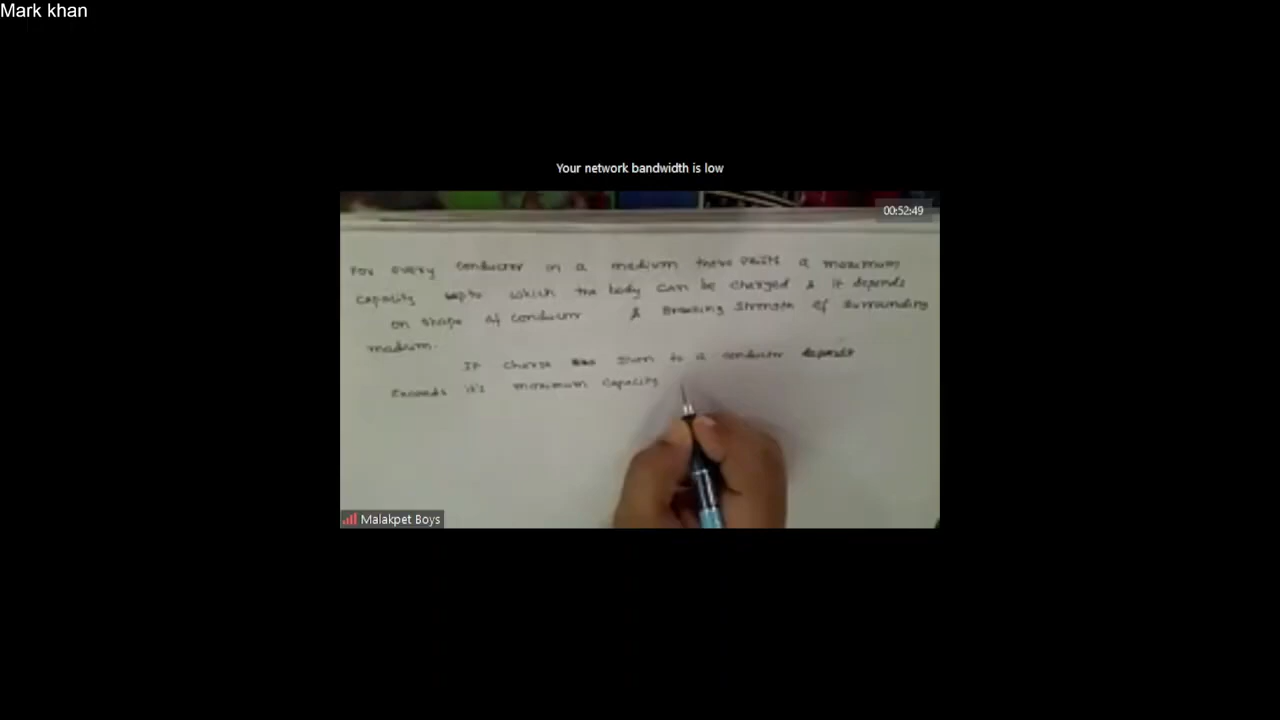 Mark khan
Your network bandwidth is low
00:52:49
For every conductor in a medium there exists a maximum
capacity upto which the body can be charged & it depends
on shape of conductor & Breaking strength of surrounding
medium.
If charge given to a conductor
Exceeds it's maximum capacity
Malakpet Boys